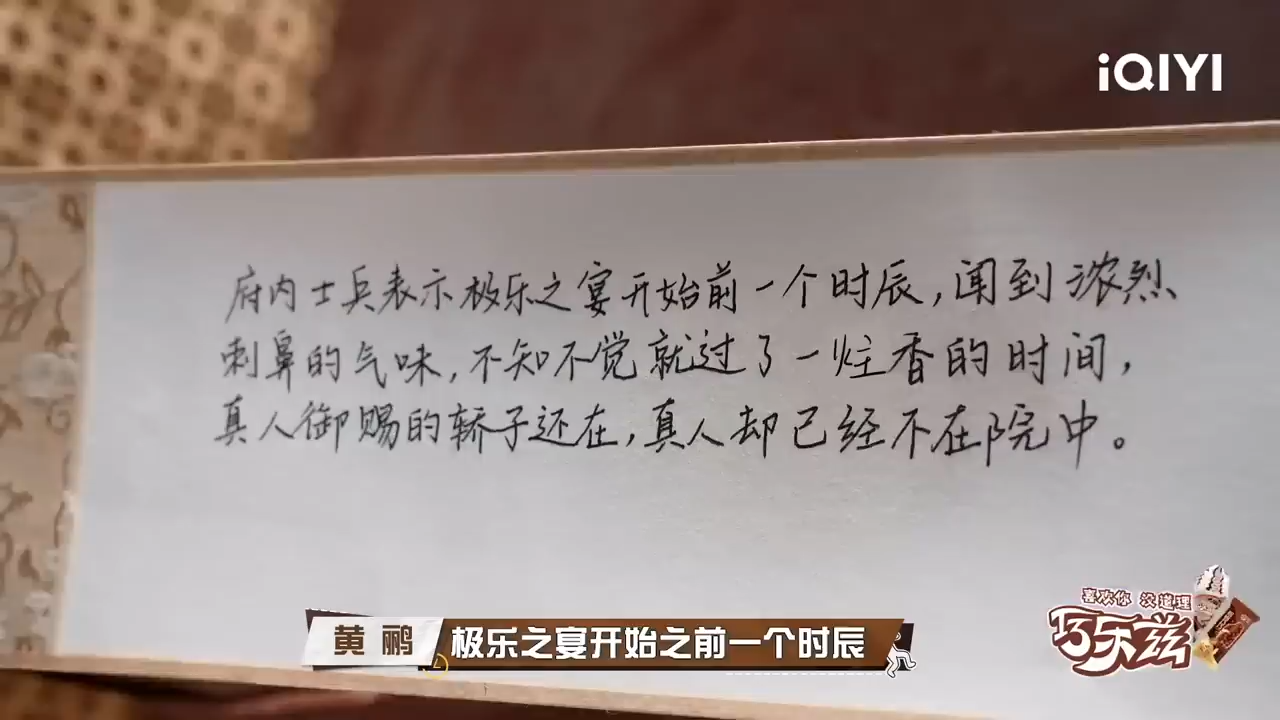 iQIYI
府内士兵表示极乐之宴开始前一个时辰，闻到浓烈
刺鼻的气味，不知不觉就过了一炷香的时间，
真人御赐的轿子还在，真人却已经不在院中。
喜欢你 没道理
巧乐兹
黄鹂 极乐之宴开始之前一个时辰